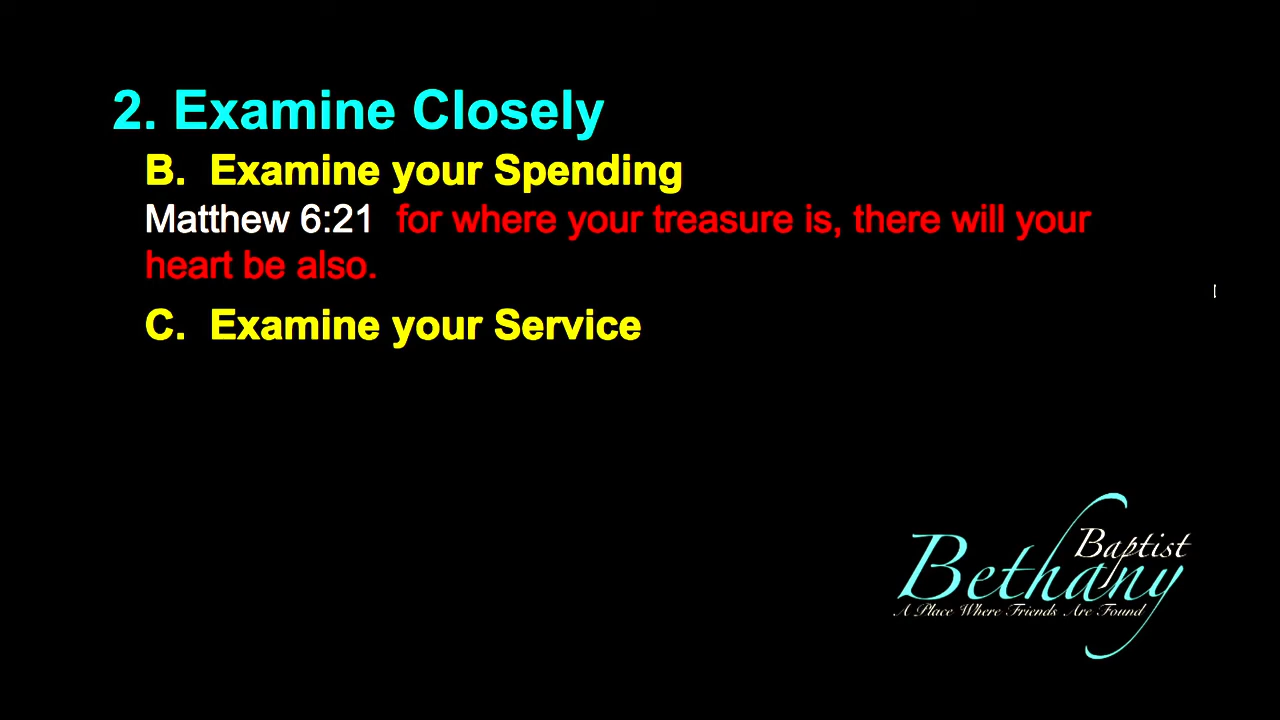 2. Examine Closely
B. Examine your Spending
Matthew 6:21 for where your treasure is, there will your
heart be also.
C. Examine your Service
Baptist
Bethany
A Place Where Friends Are Found